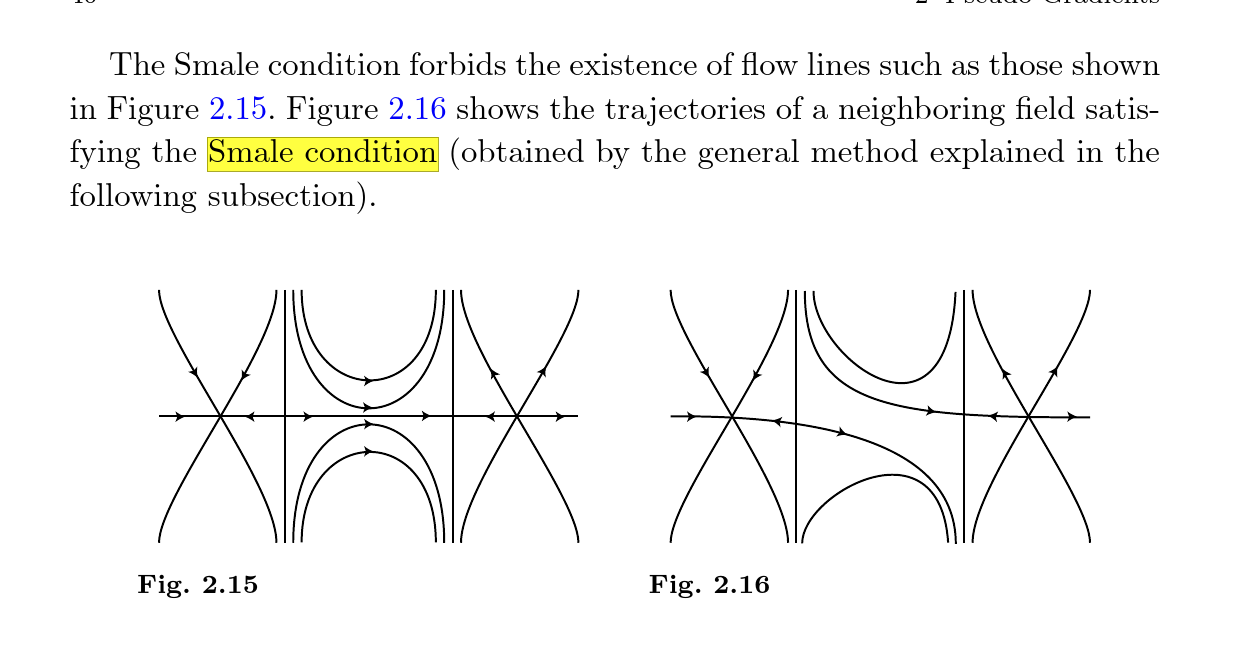 The Smale condition forbids the existence of flow lines such as those shown
in Figure 2.15. Figure 2.16 shows the trajectories of a neighboring field satis-
fying the Smale condition (obtained by the general method explained in the
following subsection).
Fig. 2.15
Fig. 2.16